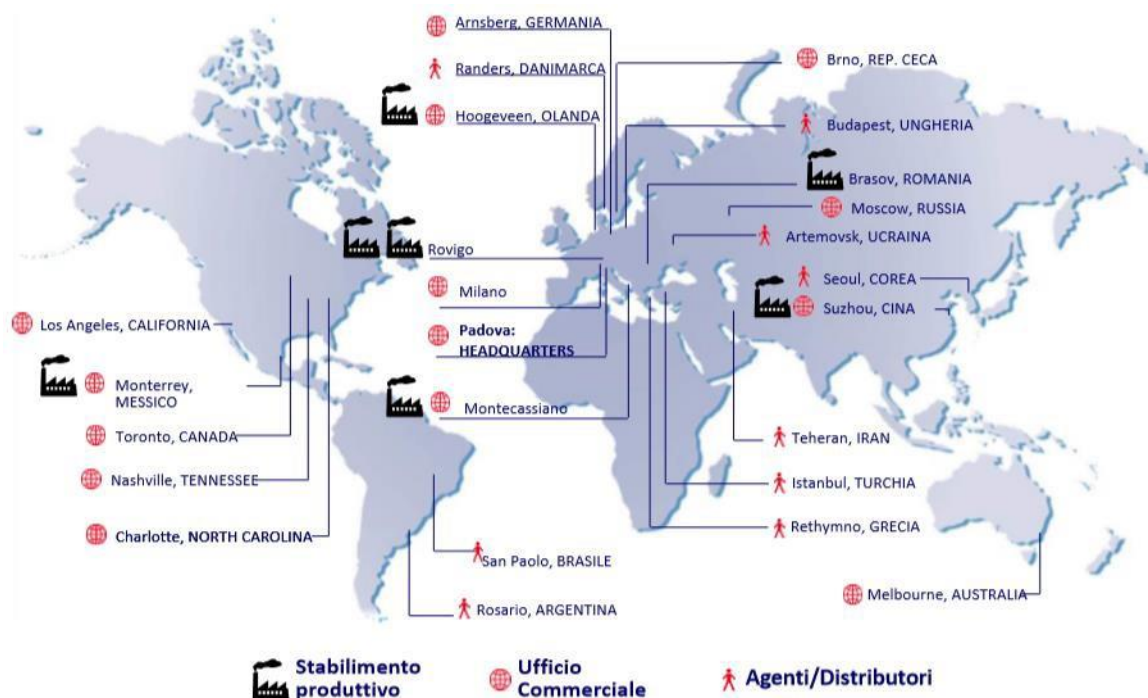 Arnsberg, GERMANIA
Randers, DANIMARCA
Hoogeveen, OLANDA
Brno, REP. CECA
Budapest, UNGHERIA
Brasov, ROMANIA
Moscow, RUSSIA
Artemovsk, UCRAINA
Seoul, COREA
Suzhou, CINA
Rovigo
Milano
Padova:
HEADQUARTERS
Montecassiano
Los Angeles, CALIFORNIA
Monterrey,
MESSICO
Toronto, CANADA
Nashville, TENNESSEE
Charlotte, NORTH CAROLINA
San Paolo, BRASILE
Rosario, ARGENTINA
Teheran, IRAN
Istanbul, TURCHIA
Rethymno, GRECIA
Melbourne, AUSTRALIA
Stabilimento
produttivo
Ufficio
Commerciale
Agenti/Distributori